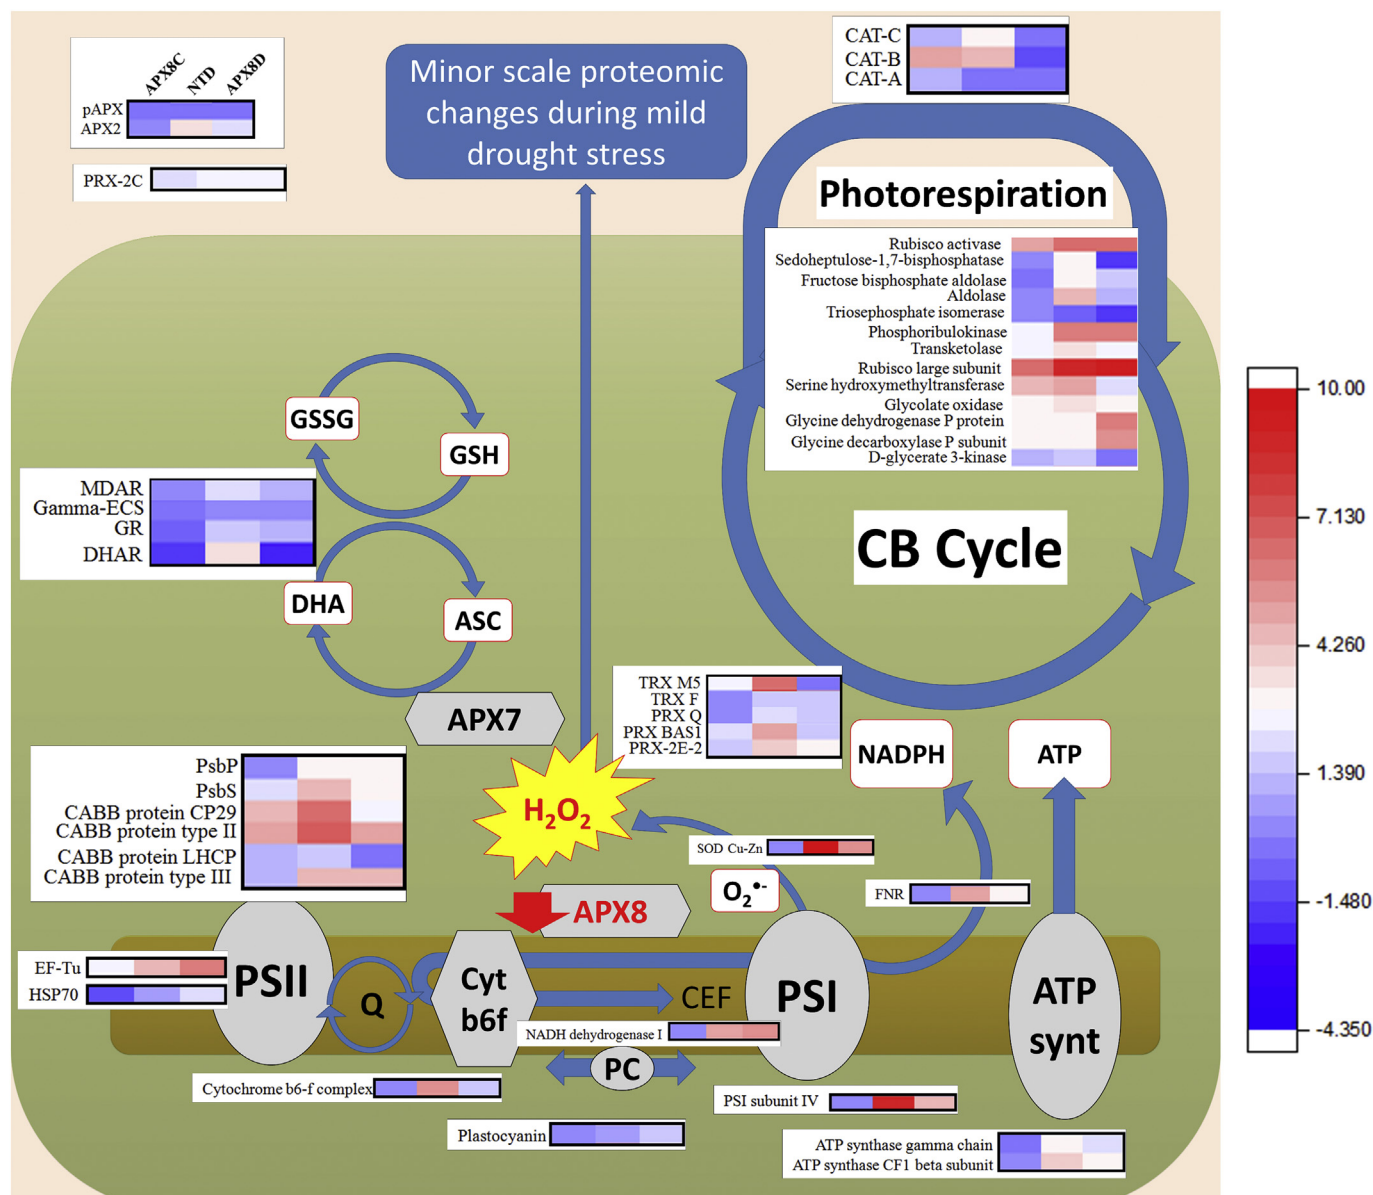 APX8C
NTD
APX8D
pAPX
APX2
PRX-2C
Minor scale proteomic
changes during mild
drought stress
CAT-C
CAT-B
CAT-A
Photorespiration
Rubisco activase
Sedoheptulose-1,7-bisphosphatase
Fructose bisphosphate aldolase
Aldolase
Triosephosphate isomerase
Phosphoribulokinase
Transketolase
Rubisco large subunit
Serine hydroxymethyltransferase
Glycolate oxidase
Glycine dehydrogenase P protein
Glycine decarboxylase P subunit
D-glycerate 3-kinase
CB Cycle
10.00
7.130
4.260
1.390
-1.480
-4.350
GSSG
GSH
MDAR
Gamma-ECS
GR
DHAR
DHA
ASC
APX7
TRX M5
TRX F
PRX Q
PRX BAS1
PRX-2E-2
NADPH
ATP
PsbP
PsbS
CABB protein CP29
CABB protein type II
CABB protein LHCP
CABB protein type III
H₂O₂
SOD Cu-Zn
O₂•-
FNR
APX8
EF-Tu
HSP70
PSII
Q
Cyt
b6f
CEF
PSI
ATP
synt
NADH dehydrogenase I
PC
Cytochrome b6-f complex
PSI subunit IV
Plastocyanin
ATP synthase gamma chain
ATP synthase CF1 beta subunit